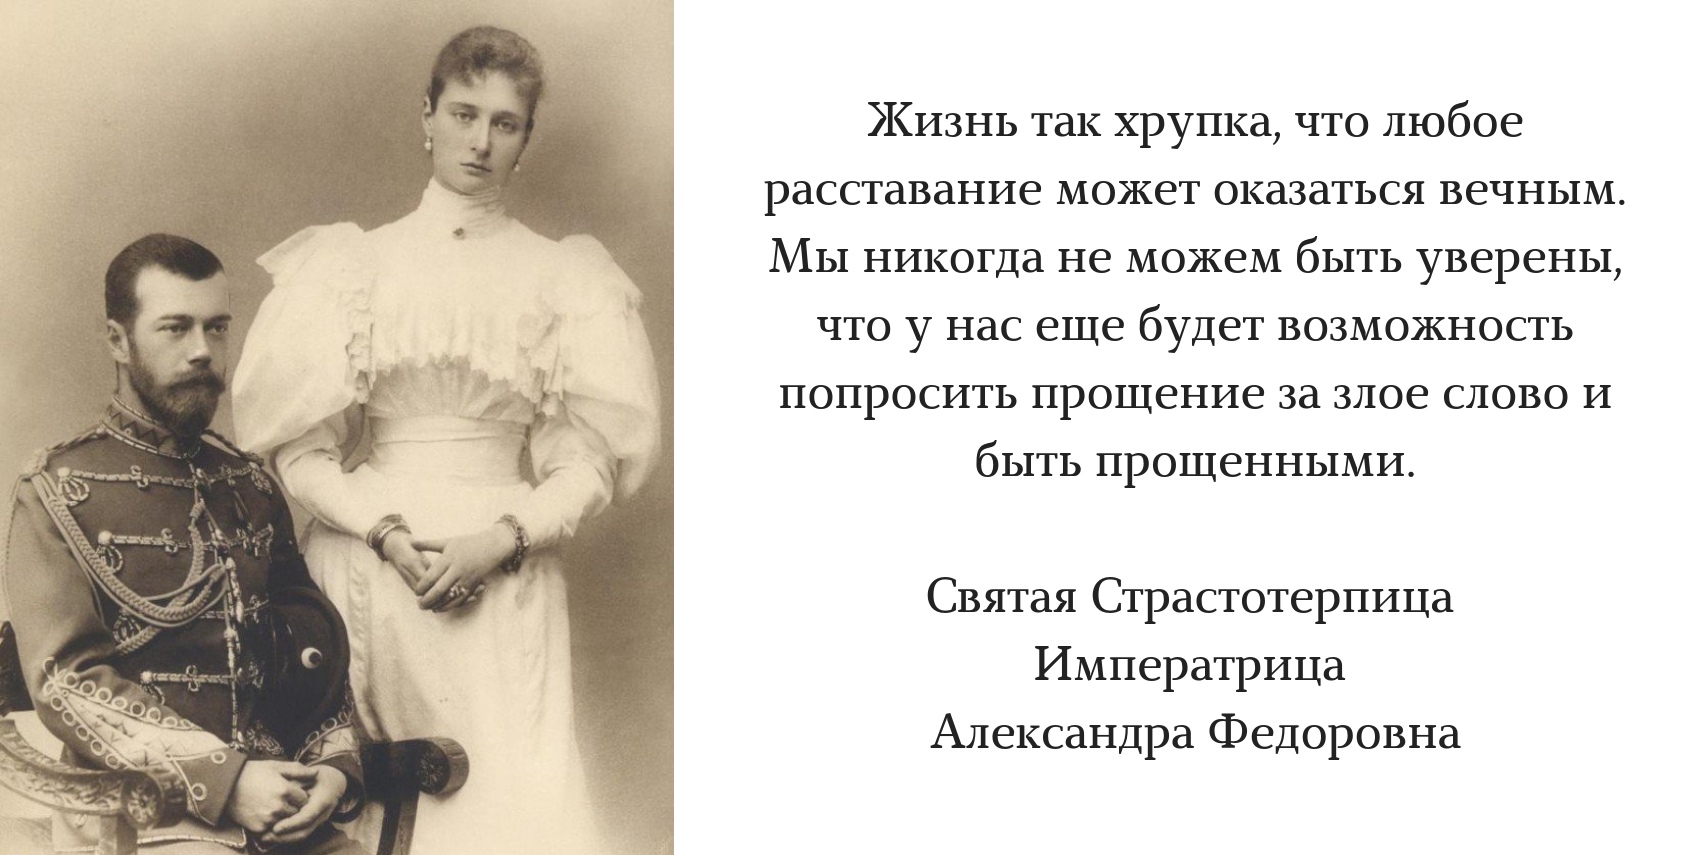 Жизнь так хрупка, что любое
расставание может оказаться вечным.
Мы никогда не можем быть уверены,
что у нас еще будет возможность
попросить прощение за злое слово и
быть прощенными.
Святая Страстотерпица
Императрица
Александра Федоровна